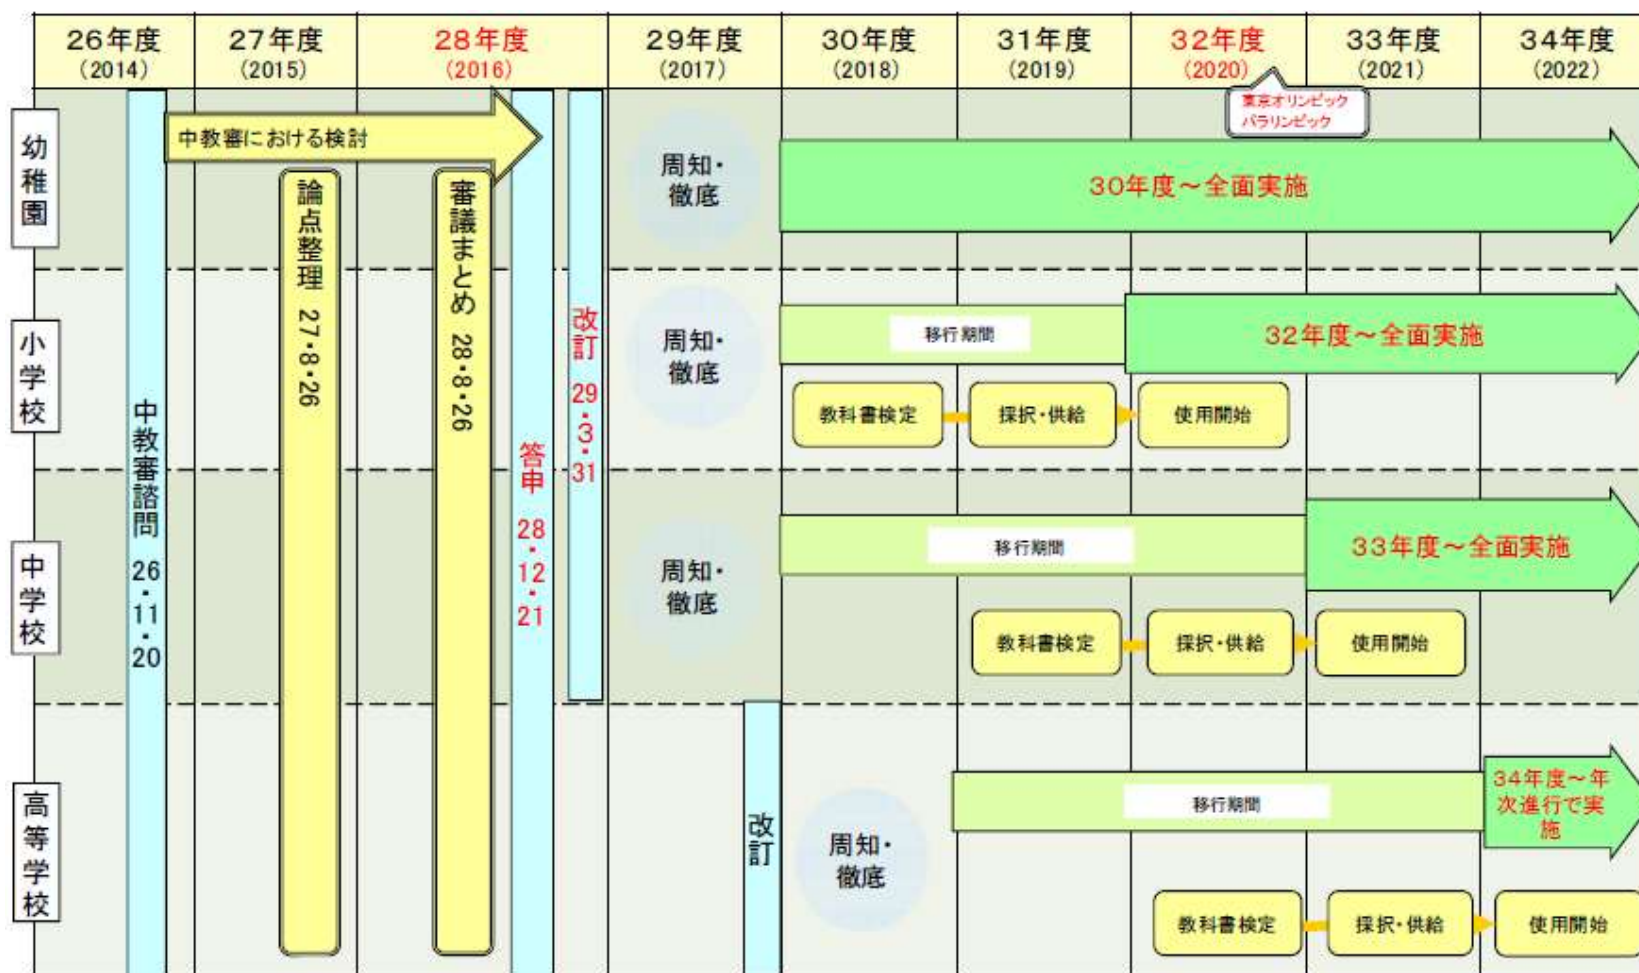 26年度
(2014)
27年度
(2015)
28年度
(2016)
29年度
(2017)
30年度
(2018)
31年度
(2019)
32年度
(2020)
33年度
(2021)
34年度
(2022)
東京オリンピック
パラリンピック
幼稚園
中教審における検討
周知・
徹底
30年度～全面実施
中教審諮問 26・11・20
論点整理 27・8・26
審議まとめ 28・8・26
答申 28・12・21
改訂 29・3・31
小学校
周知・
徹底
移行期間
32年度～全面実施
教科書検定
採択・供給
使用開始
中学校
周知・
徹底
移行期間
33年度～全面実施
教科書検定
採択・供給
使用開始
高等学校
改訂
周知・
徹底
移行期間
34年度～年
次進行で実
施
教科書検定
採択・供給
使用開始